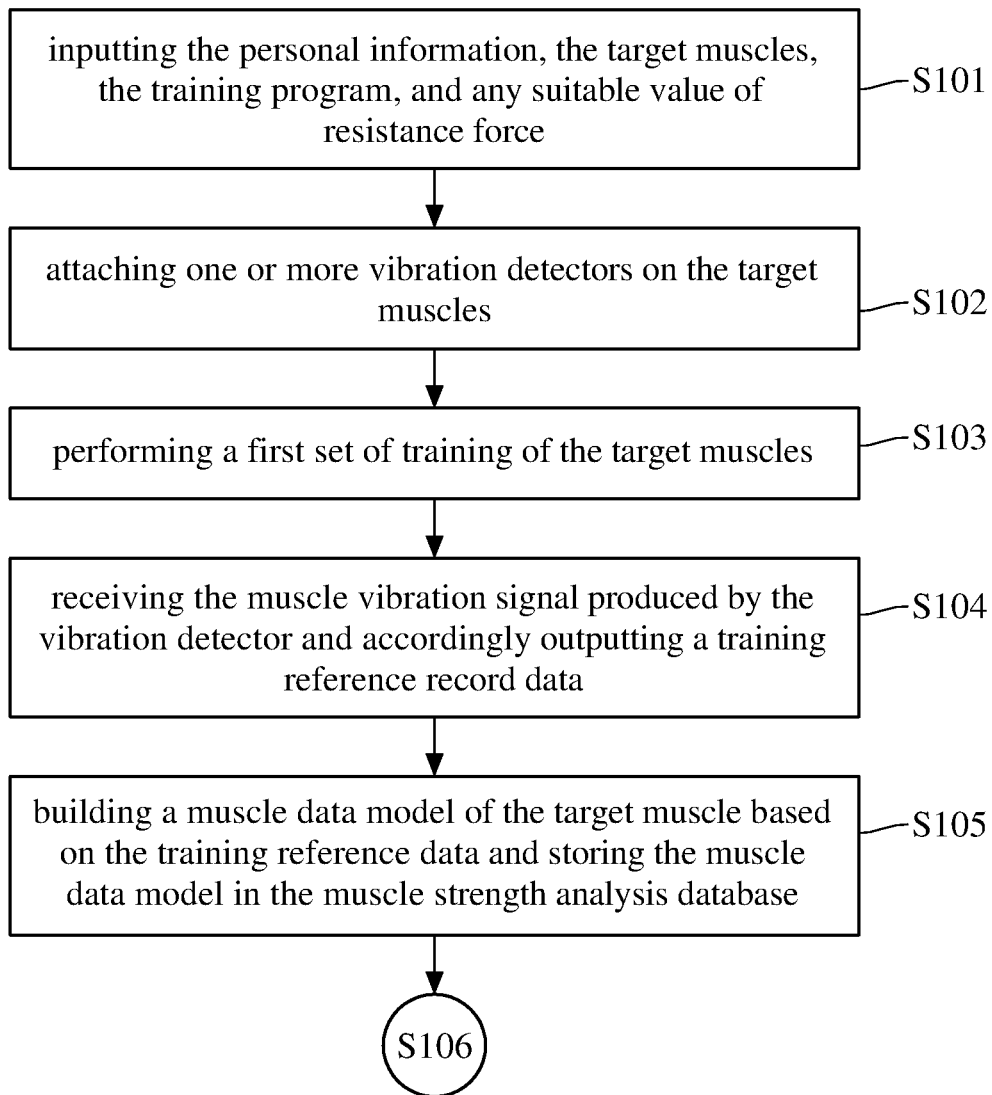 inputting the personal information, the target muscles,
the training program, and any suitable value of
resistance force
S101
attaching one or more vibration detectors on the target
muscles
S102
performing a first set of training of the target muscles
S103
receiving the muscle vibration signal produced by the
vibration detector and accordingly outputting a training
reference record data
S104
building a muscle data model of the target muscle based
on the training reference data and storing the muscle
data model in the muscle strength analysis database
S105
S106